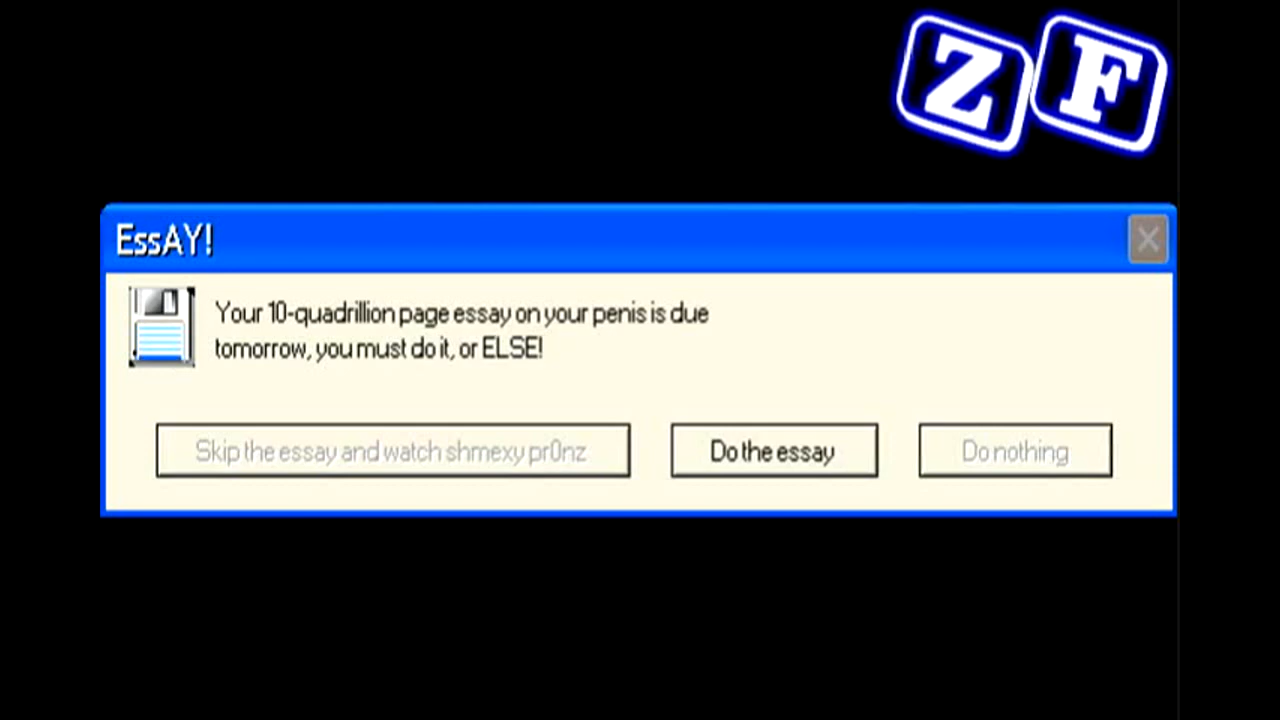 Z F
EssAY!
Your 10-quadrillion page essay on your penis is due
tomorrow, you must do it, or ELSE!
Skip the essay and watch shmexy pr0nz
Do the essay
Do nothing